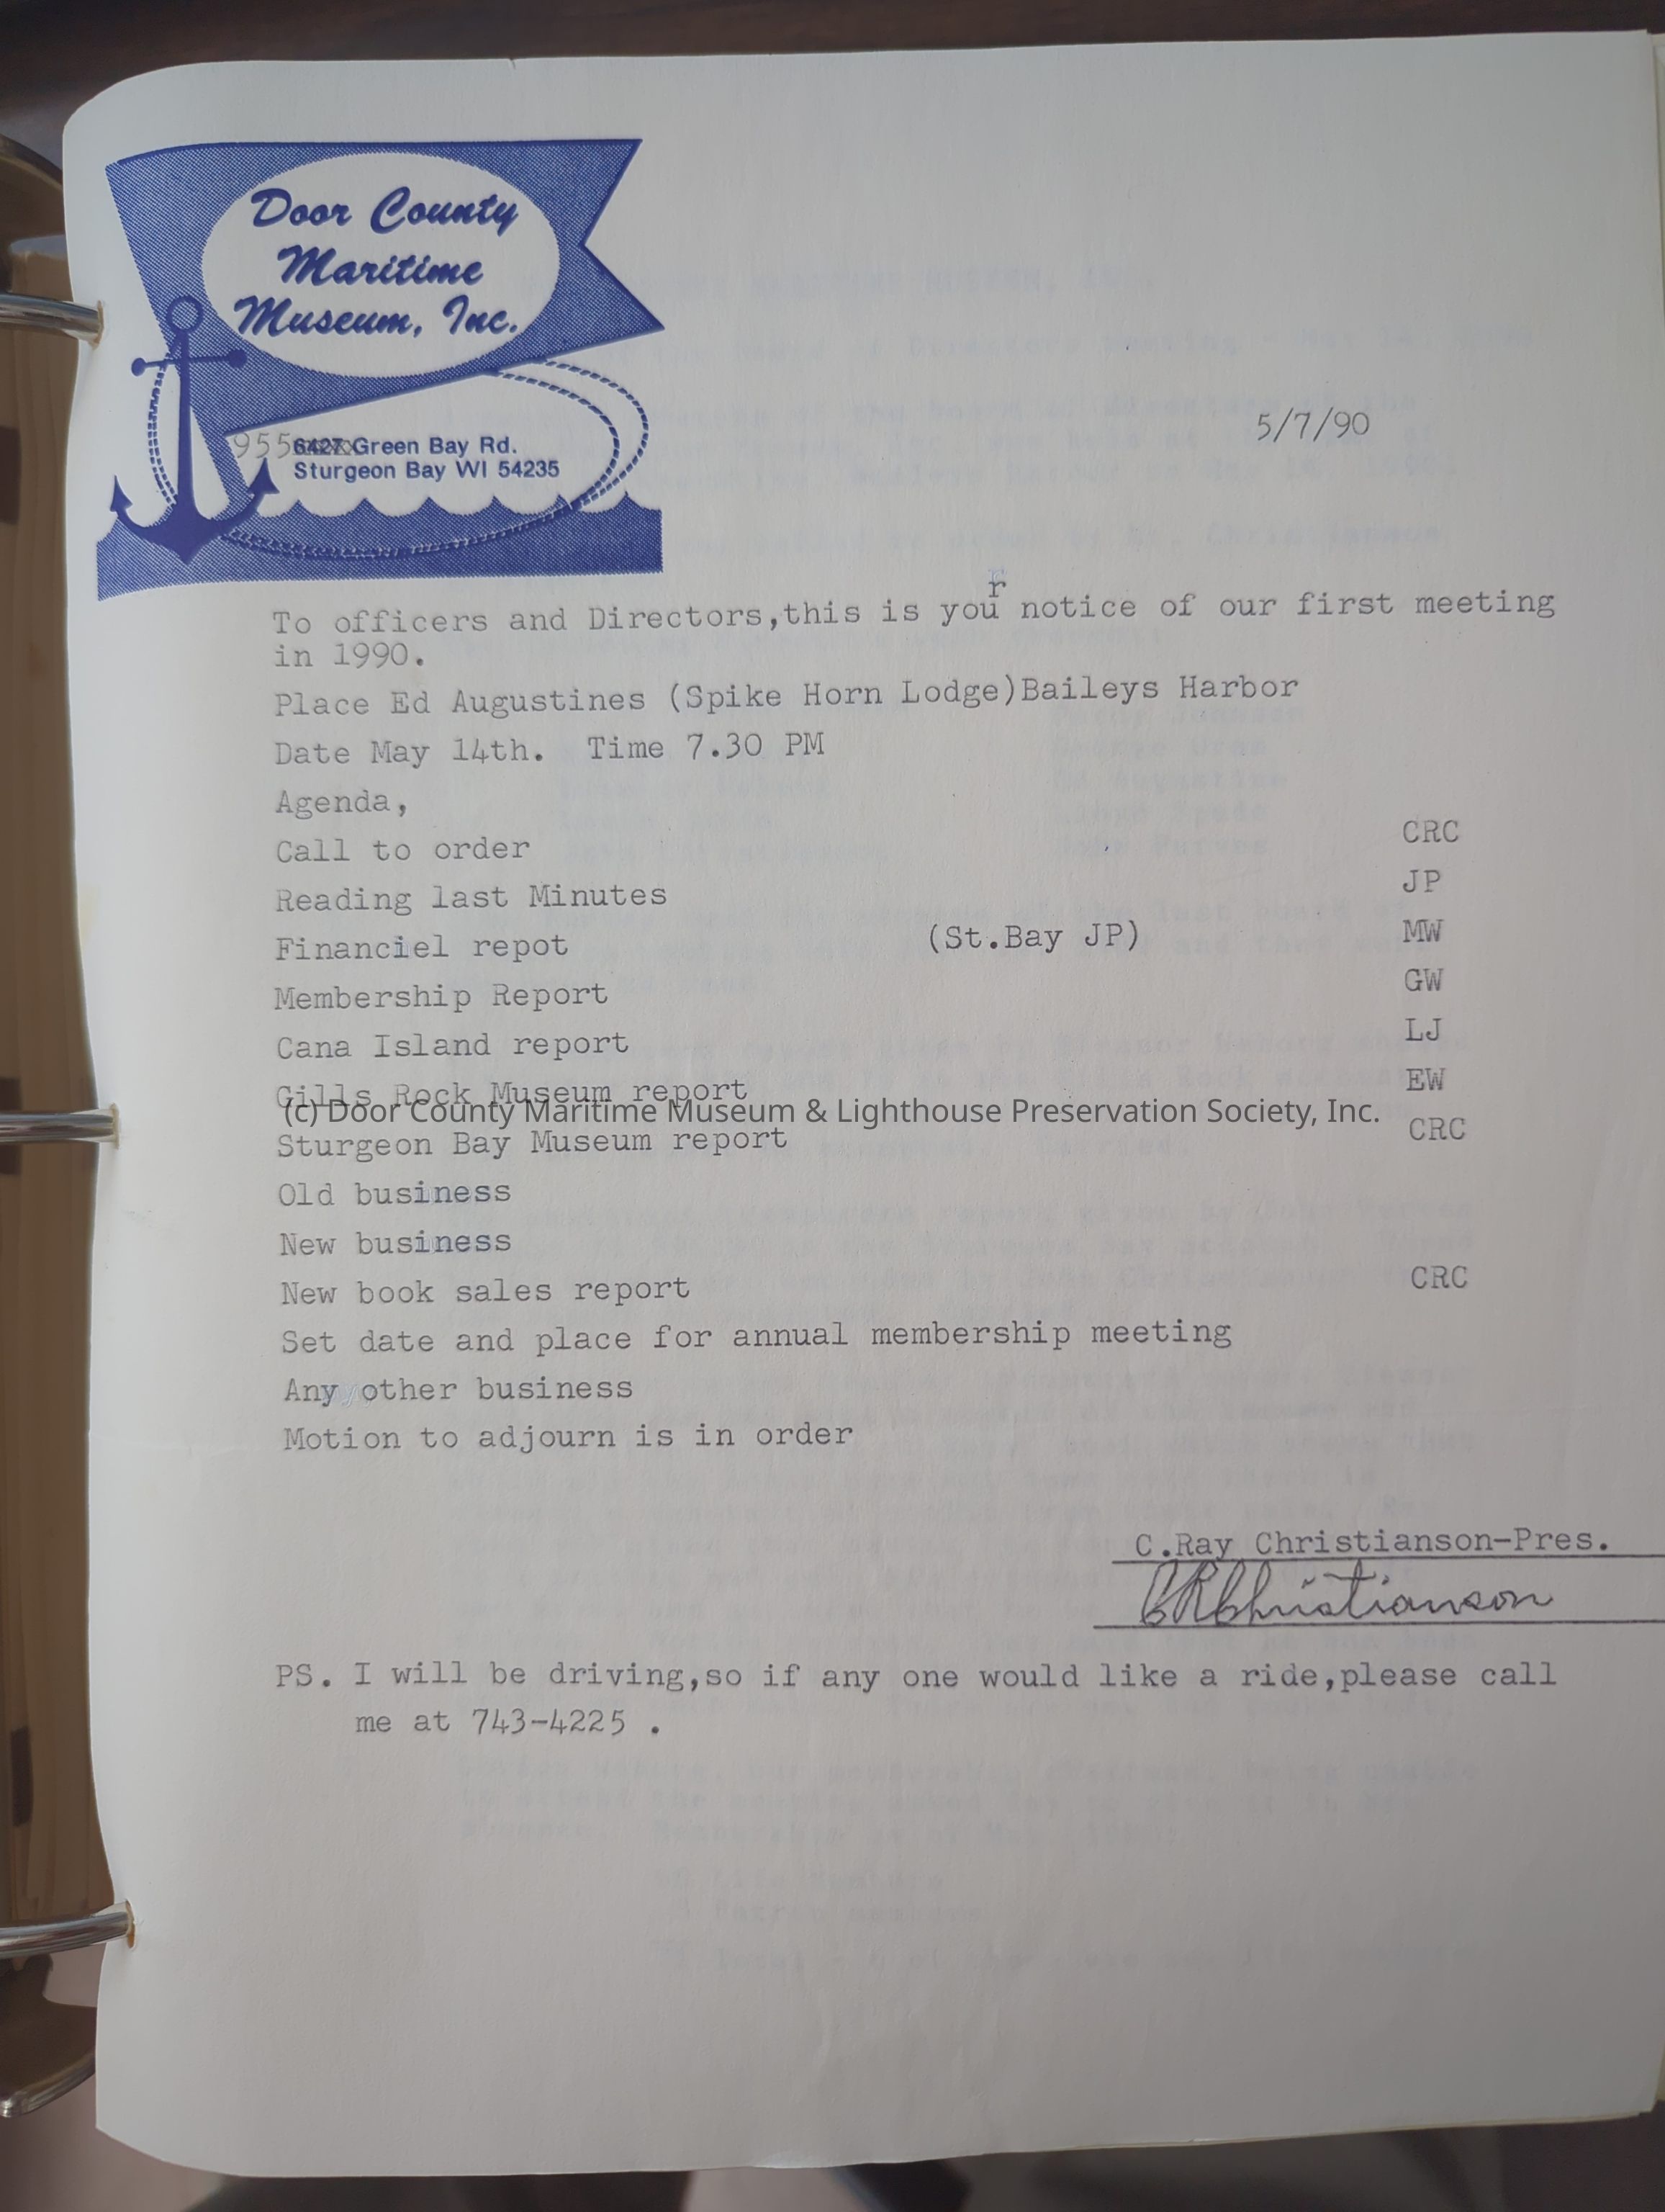 Door County
Maritime
Museum, Inc.
955 6427 Green Bay Rd.
Sturgeon Bay WI 54235
5/7/90
To officers and Directors,this is your notice of our first meeting
in 1990.
Place Ed Augustines (Spike Horn Lodge)Baileys Harbor
Date May 14th. Time 7.30 PM
Agenda,
Call to order CRC
Reading last Minutes JP
Financiel repot (St.Bay JP) MW
Membership Report GW
Cana Island report LJ
Gills Rock Museum report EW
(c) Door County Maritime Museum & Lighthouse Preservation Society, Inc.
Sturgeon Bay Museum report CRC
Old business
New business
New book sales report CRC
Set date and place for annual membership meeting
Any other business
Motion to adjourn is in order
C.Ray Christianson-Pres.
CRChristianson
PS. I will be driving,so if any one would like a ride,please call
me at 743-4225 .